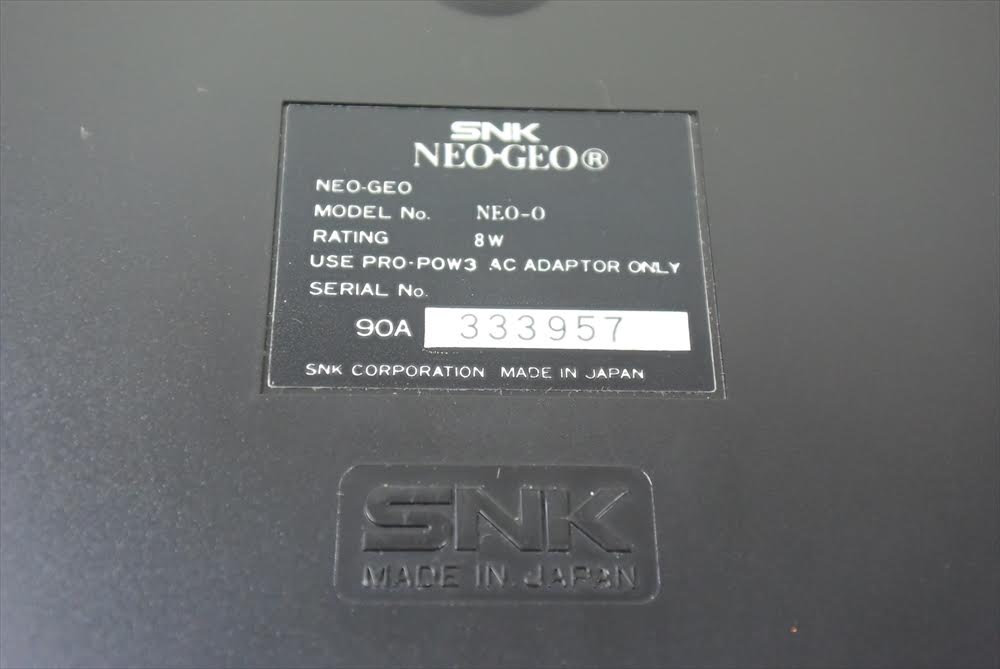 SNK
NEO·GEO®
NEO-GEO
MODEL No. NEO-O
RATING 8W
USE PRO-POW3 AC ADAPTOR ONLY
SERIAL No.
90A 333957
SNK CORPORATION MADE IN JAPAN
SNK
MADE IN JAPAN